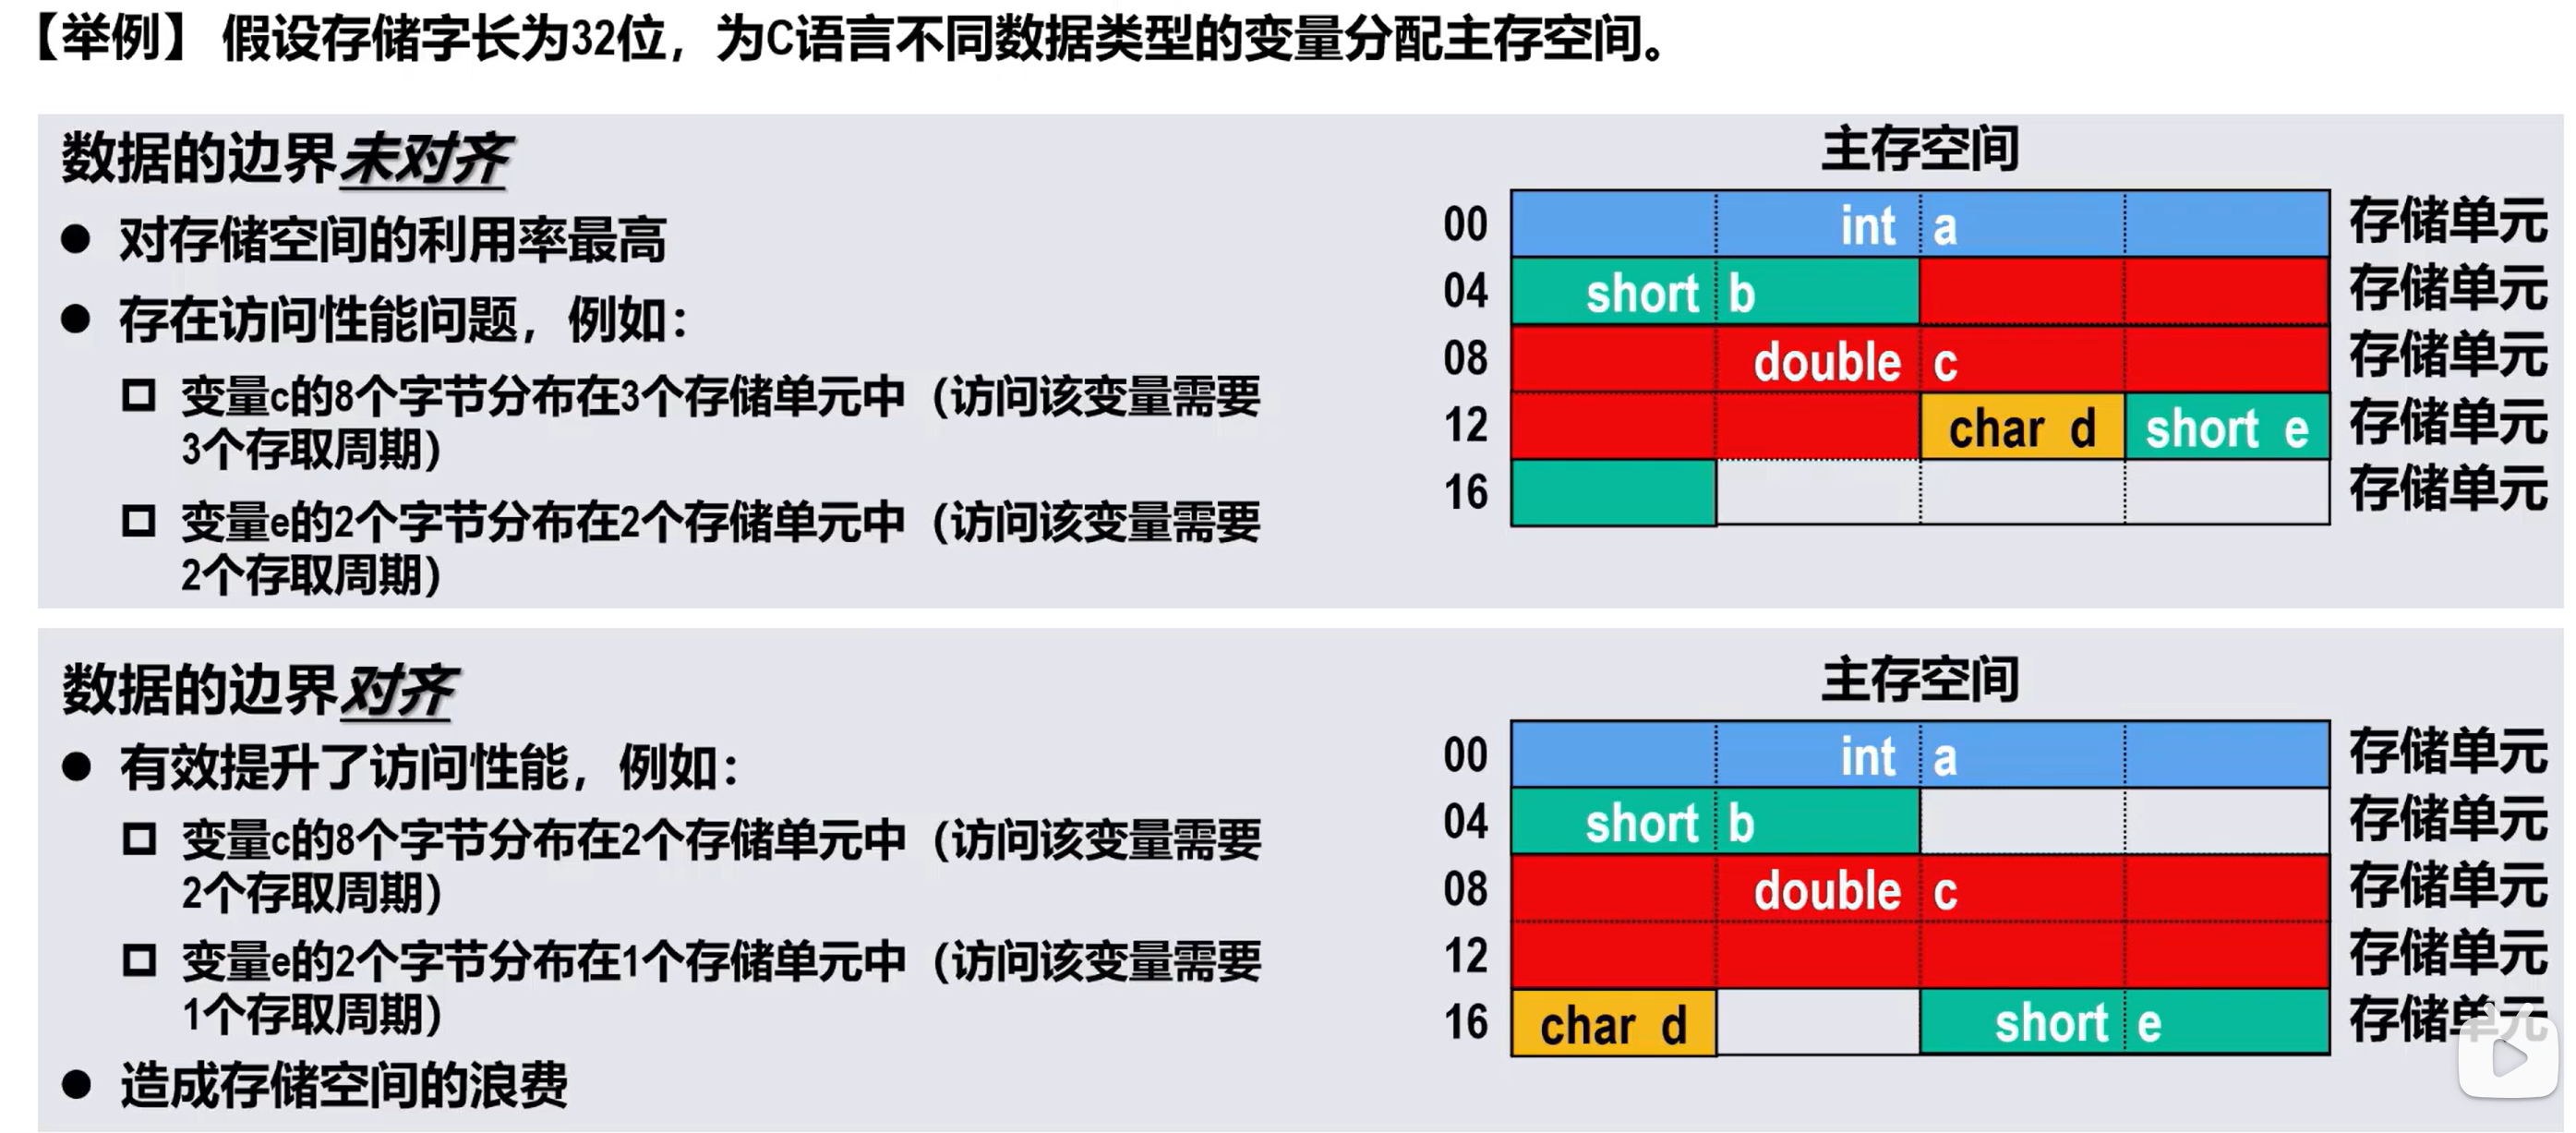 【举例】 假设存储字长为32位，为C语言不同数据类型的变量分配主存空间。
数据的边界未对齐
● 对存储空间的利用率最高
● 存在访问性能问题，例如：
变量c的8个字节分布在3个存储单元中（访问该变量需要
3个存取周期）
变量e的2个字节分布在2个存储单元中（访问该变量需要
2个存取周期）
主存空间
00 int a 存储单元
04 short b 存储单元
08 double c 存储单元
12 char d short e 存储单元
16 存储单元
数据的边界对齐
● 有效提升了访问性能，例如：
变量c的8个字节分布在2个存储单元中（访问该变量需要
2个存取周期）
变量e的2个字节分布在1个存储单元中（访问该变量需要
1个存取周期）
● 造成存储空间的浪费
主存空间
00 int a 存储单元
04 short b 存储单元
08 double c 存储单元
12 存储单元
16 char d short e 存储单元